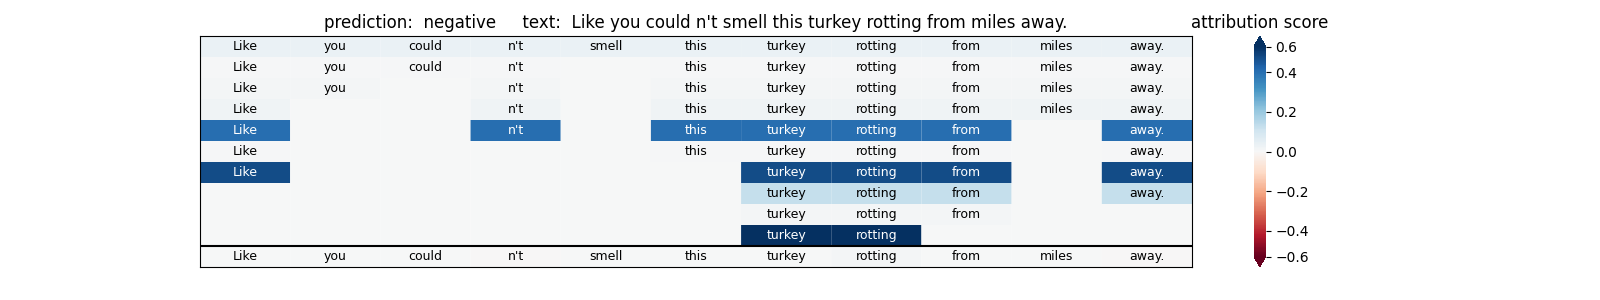 prediction: negative text: Like you could n't smell this turkey rotting from miles away. attribution score
Like you could n't smell this turkey rotting from miles away. 0.6
Like you could n't this turkey rotting from miles away. 0.4
Like you n't this turkey rotting from miles away.
Like n't this turkey rotting from miles away. 0.2
Like n't this turkey rotting from away.
Like this turkey rotting from away. 0.0
Like turkey rotting from away.
turkey rotting from away. −0.2
turkey rotting from
turkey rotting −0.4
Like you could n't smell this turkey rotting from miles away. −0.6